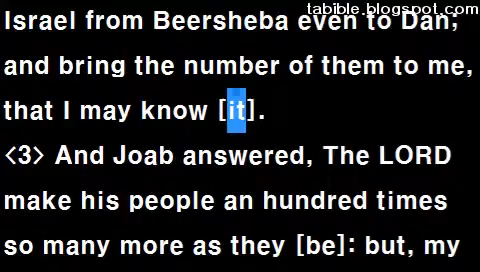 tabible.blogspot.com
Israel from Beersheba even to Dan;
and bring the number of them to me,
that I may know [it].
<3> And Joab answered, The LORD
make his people an hundred times
so many more as they [be]: but, my